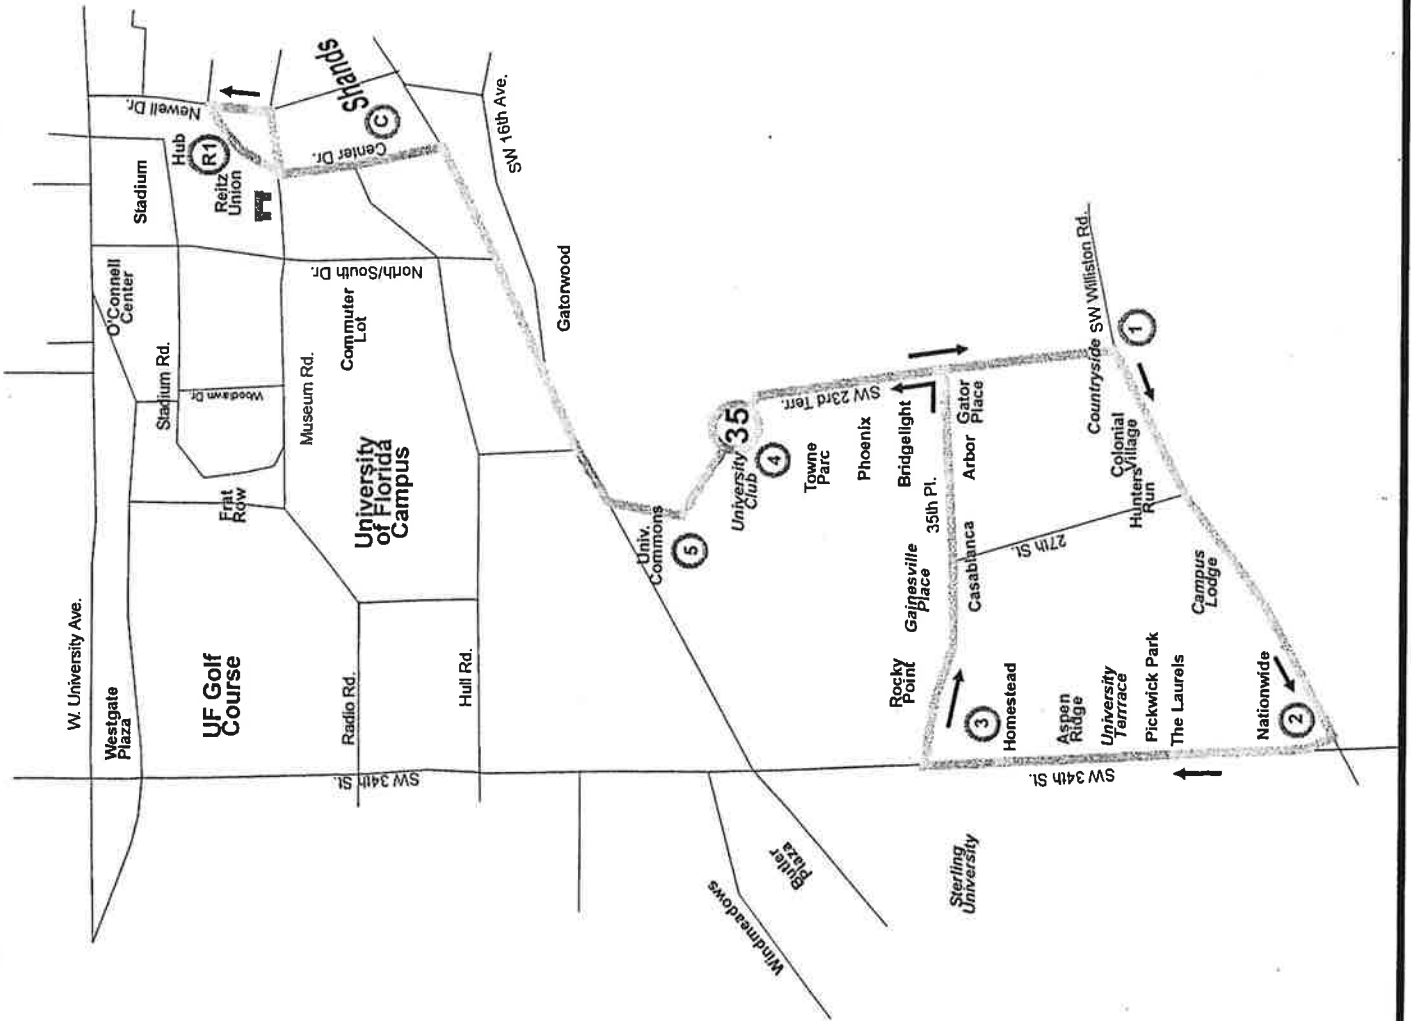 W. University Ave.
Westgate
Plaza
UF Golf
Course
Radio Rd.
Hull Rd.
SW 34th St.
O'Connell
Center
Stadium
Stadium Rd.
Woodlawn Dr.
Frat
Row
Museum Rd.
Commuter
Lot
University
of Florida
Campus
North/South Dr.
Newell Dr.
Hub
R1
Reitz
Union
Center Dr.
C
Shands
SW 16th Ave.
Gatorwood
Univ.
Commons
5
University
Club
35
4
SW 23rd Terr.
Towne
Parc
Phoenix
Bridgelight
35th Pl.
Arbor
Gator
Place
Gainesville
Place
Casablanca
27th St.
Rocky
Point
3
Homestead
Aspen
Ridge
University
Terrrace
Pickwick Park
The Laurels
Nationwide
2
SW 34th St.
Campus
Lodge
Hunters
Run
Colonial
Village
Countryside
SW Williston Rd.
1
Sterling
University
Butler
Plaza
Windmeadows